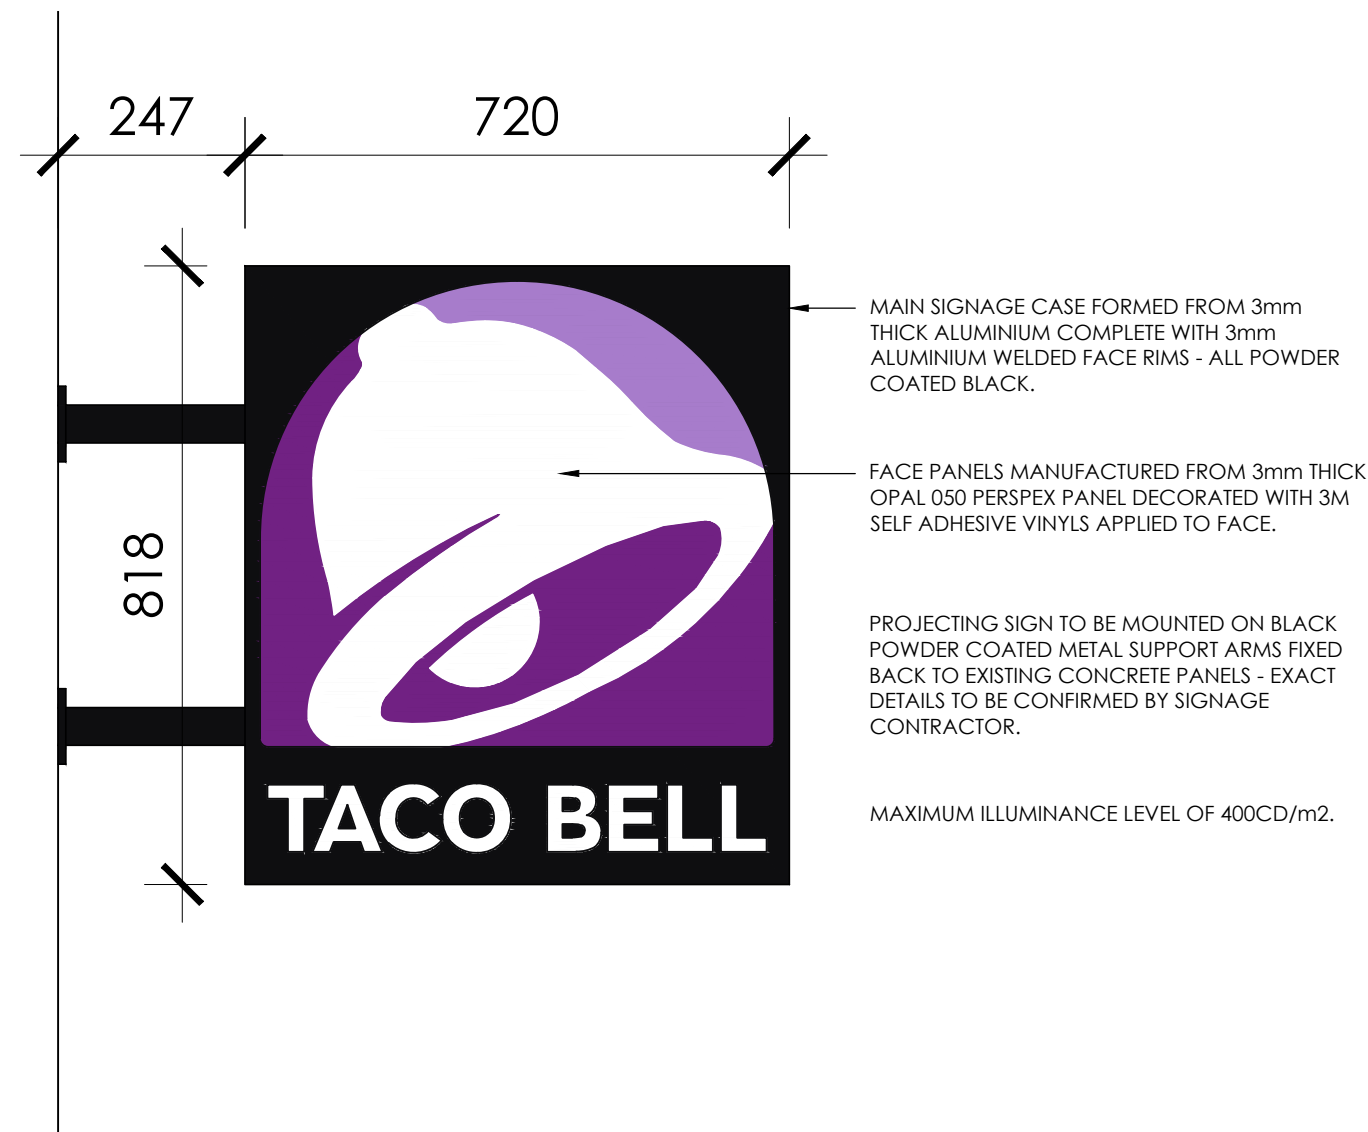 247
720
MAIN SIGNAGE CASE FORMED FROM 3mm
THICK ALUMINIUM COMPLETE WITH 3mm
ALUMINIUM WELDED FACE RIMS - ALL POWDER
COATED BLACK.
FACE PANELS MANUFACTURED FROM 3mm THICK
OPAL 050 PERSPEX PANEL DECORATED WITH 3M
SELF ADHESIVE VINYLS APPLIED TO FACE.
818
PROJECTING SIGN TO BE MOUNTED ON BLACK
POWDER COATED METAL SUPPORT ARMS FIXED
BACK TO EXISTING CONCRETE PANELS - EXACT
DETAILS TO BE CONFIRMED BY SIGNAGE
CONTRACTOR.
TACO BELL
MAXIMUM ILLUMINANCE LEVEL OF 400CD/m2.